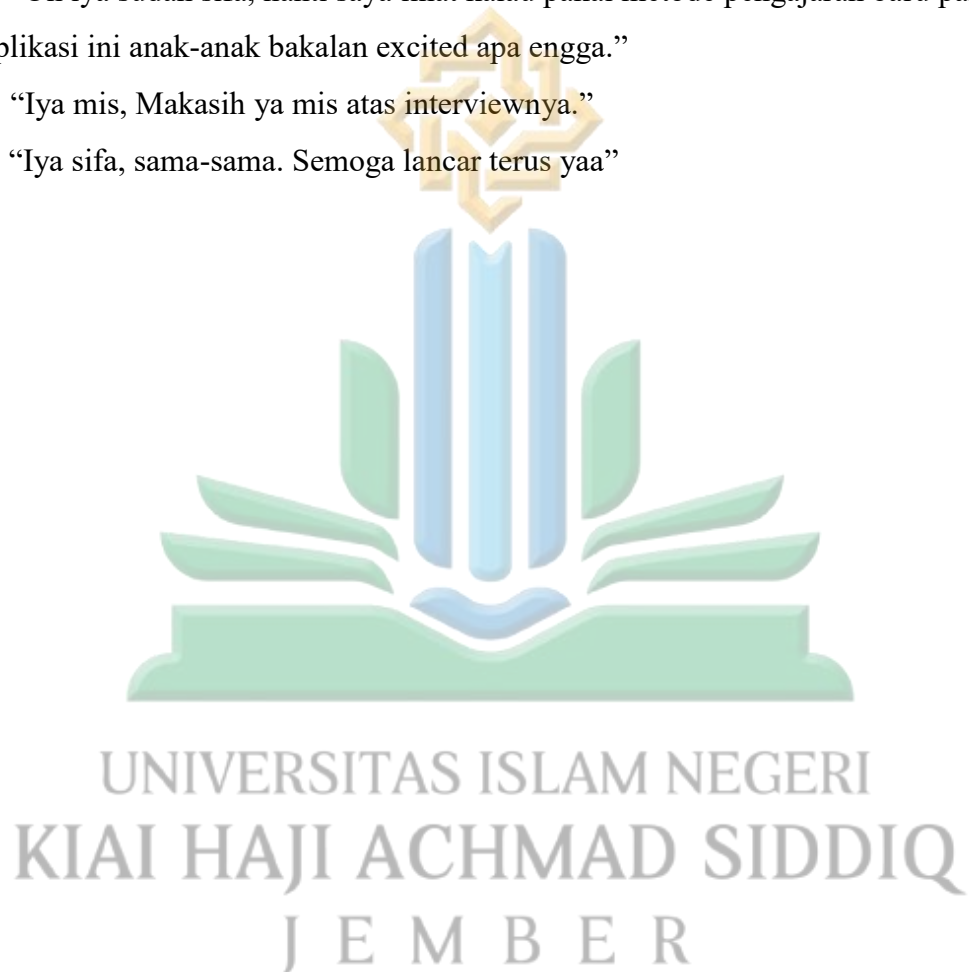 plikasi ini anak-anak bakalan excited apa engga.”
“Iya mis, Makasih ya mis atas interviewnya.”
“Iya sifa, sama-sama. Semoga lancar terus yaa”
UNIVERSITAS ISLAM NEGERI
KIAI HAJI ACHMAD SIDDIQ
JEMBER